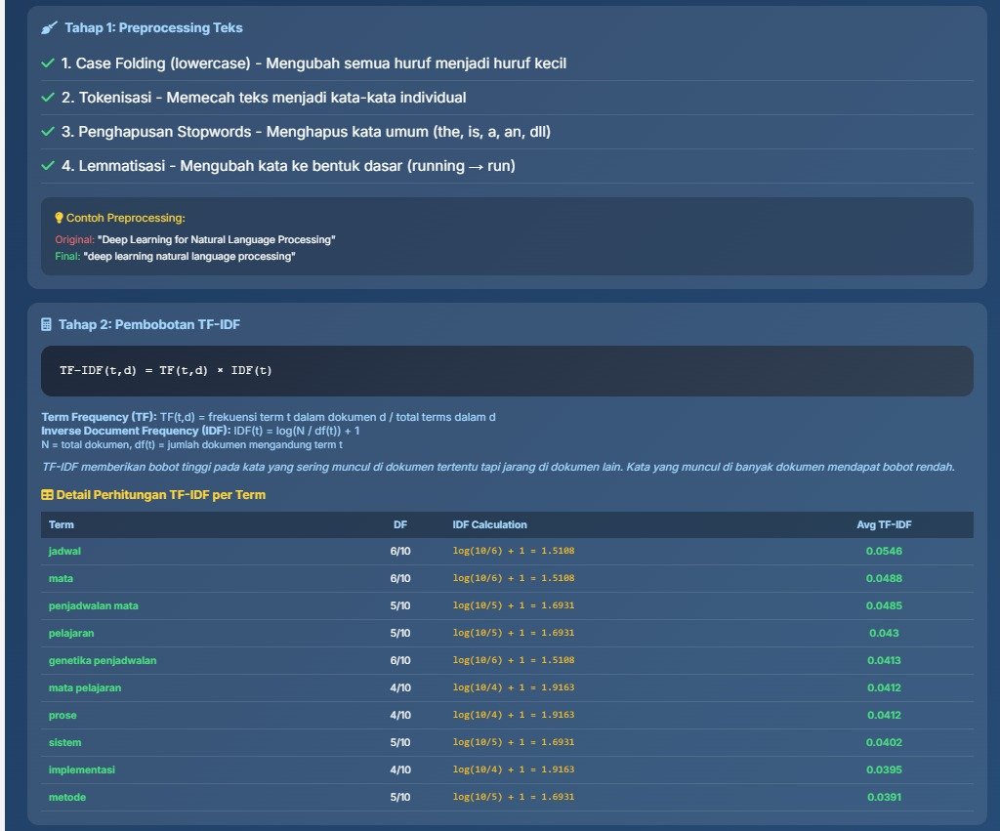 Tahap 1: Preprocessing Teks
1. Case Folding (lowercase) - Mengubah semua huruf menjadi huruf kecil
2. Tokenisasi - Memecah teks menjadi kata-kata individual
3. Penghapusan Stopwords - Menghapus kata umum (the, is, a, an, dll)
4. Lemmatisasi - Mengubah kata ke bentuk dasar (running → run)
Contoh Preprocessing:
Original: "Deep Learning for Natural Language Processing"
Final: "deep learning natural language processing"
Tahap 2: Pembobotan TF-IDF
TF-IDF(t,d) = TF(t,d) × IDF(t)
Term Frequency (TF): TF(t,d) = frekuensi term t dalam dokumen d / total terms dalam d
Inverse Document Frequency (IDF): IDF(t) = log(N / df(t)) + 1
N = total dokumen, df(t) = jumlah dokumen mengandung term t
TF-IDF memberikan bobot tinggi pada kata yang sering muncul di dokumen tertentu tapi jarang di dokumen lain. Kata yang muncul di banyak dokumen mendapat bobot rendah.
Detail Perhitungan TF-IDF per Term
Term DF IDF Calculation Avg TF-IDF
jadwal 6/10 log(10/6) + 1 = 1.5108 0.0546
mata 6/10 log(10/6) + 1 = 1.5108 0.0488
penjadwalan mata 5/10 log(10/5) + 1 = 1.6931 0.0485
pelajaran 5/10 log(10/5) + 1 = 1.6931 0.043
genetika penjadwalan 6/10 log(10/6) + 1 = 1.5108 0.0413
mata pelajaran 4/10 log(10/4) + 1 = 1.9163 0.0412
prose 4/10 log(10/4) + 1 = 1.9163 0.0412
sistem 5/10 log(10/5) + 1 = 1.6931 0.0402
implementasi 4/10 log(10/4) + 1 = 1.9163 0.0395
metode 5/10 log(10/5) + 1 = 1.6931 0.0391